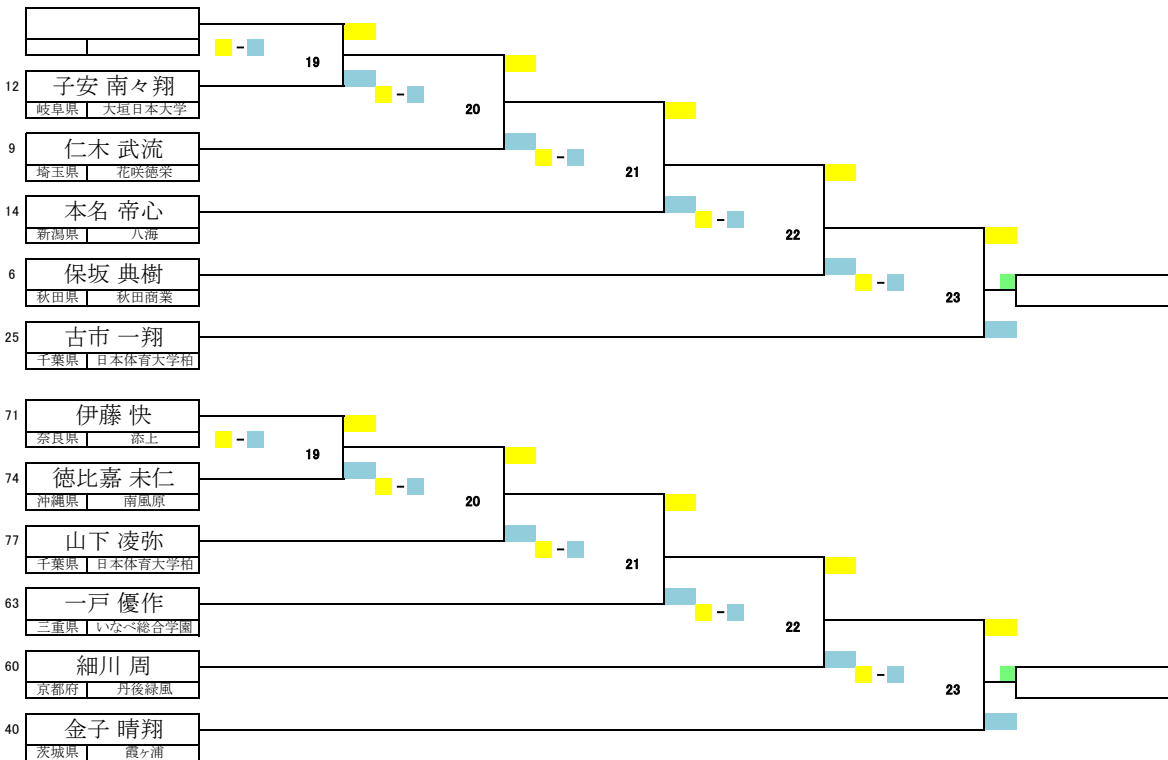 19
12 子安 南々翔
岐阜県 大垣日本大学
20
9 仁木 武流
埼玉県 花咲徳栄
21
14 本名 帝心
新潟県 八海
22
6 保坂 典樹
秋田県 秋田商業
23
25 古市 一翔
千葉県 日本体育大学柏
71 伊藤 快
奈良県 添上
19
74 徳比嘉 未仁
沖縄県 南風原
20
77 山下 凌弥
千葉県 日本体育大学柏
21
63 一戸 優作
三重県 いなべ総合学園
22
60 細川 周
京都府 丹後緑風
23
40 金子 晴翔
茨城県 霞ヶ浦